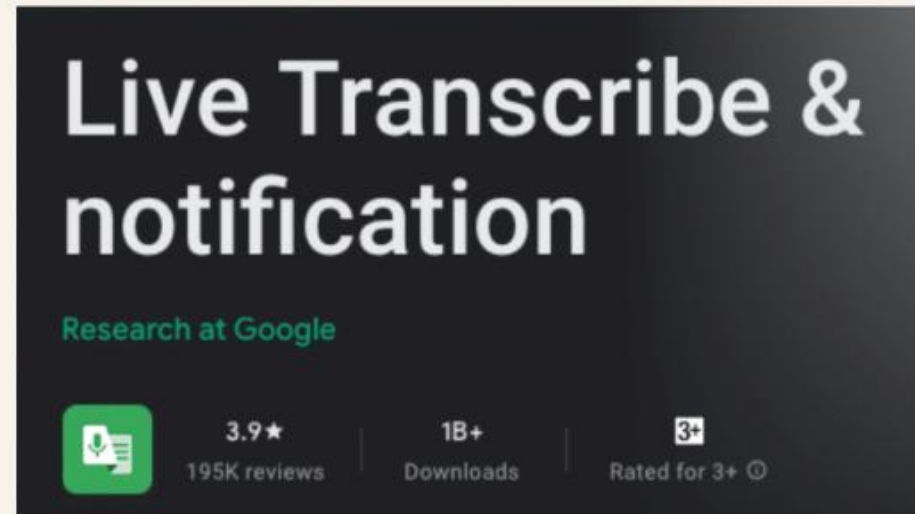 Live Transcribe &
notification
Research at Google
3.9★ 1B+ 3+
195K reviews Downloads Rated for 3+ ⓘ